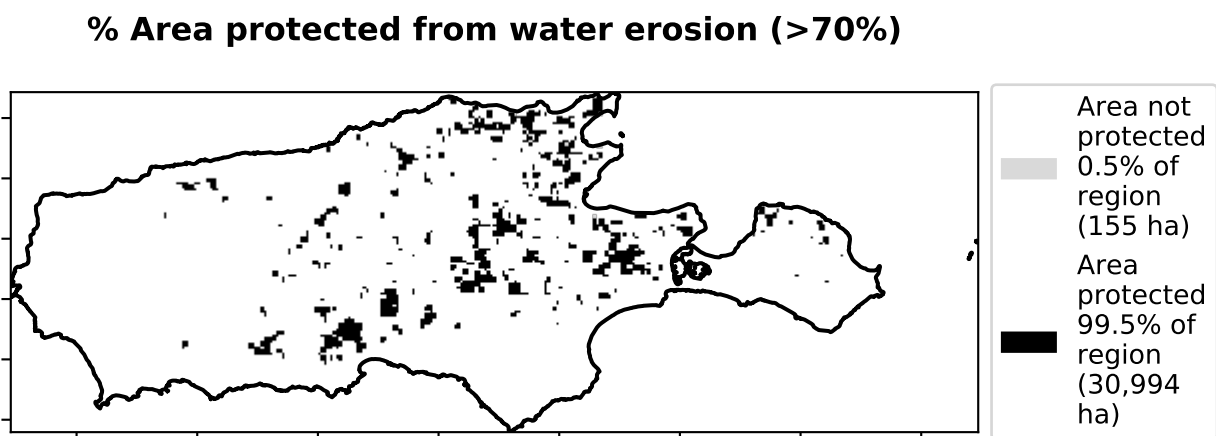 % Area protected from water erosion (>70%)
Area not
protected
0.5% of
region
(155 ha)
Area
protected
99.5% of
region
(30,994
ha)